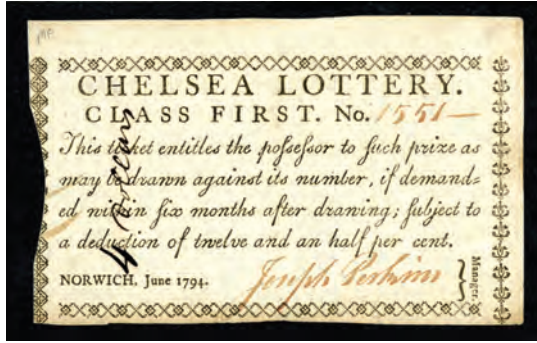 CHELSEA LOTTERY.
CLASS FIRST. No. 1551—
This ticket entitles the poſſeſſor to ſuch prize as
may be drawn against its number, if demand=
ed within ſix months after drawing; ſubject to
a deduction of twelve and an half per cent.
NORWICH, June 1794.
Joseph Perkins
Manager.